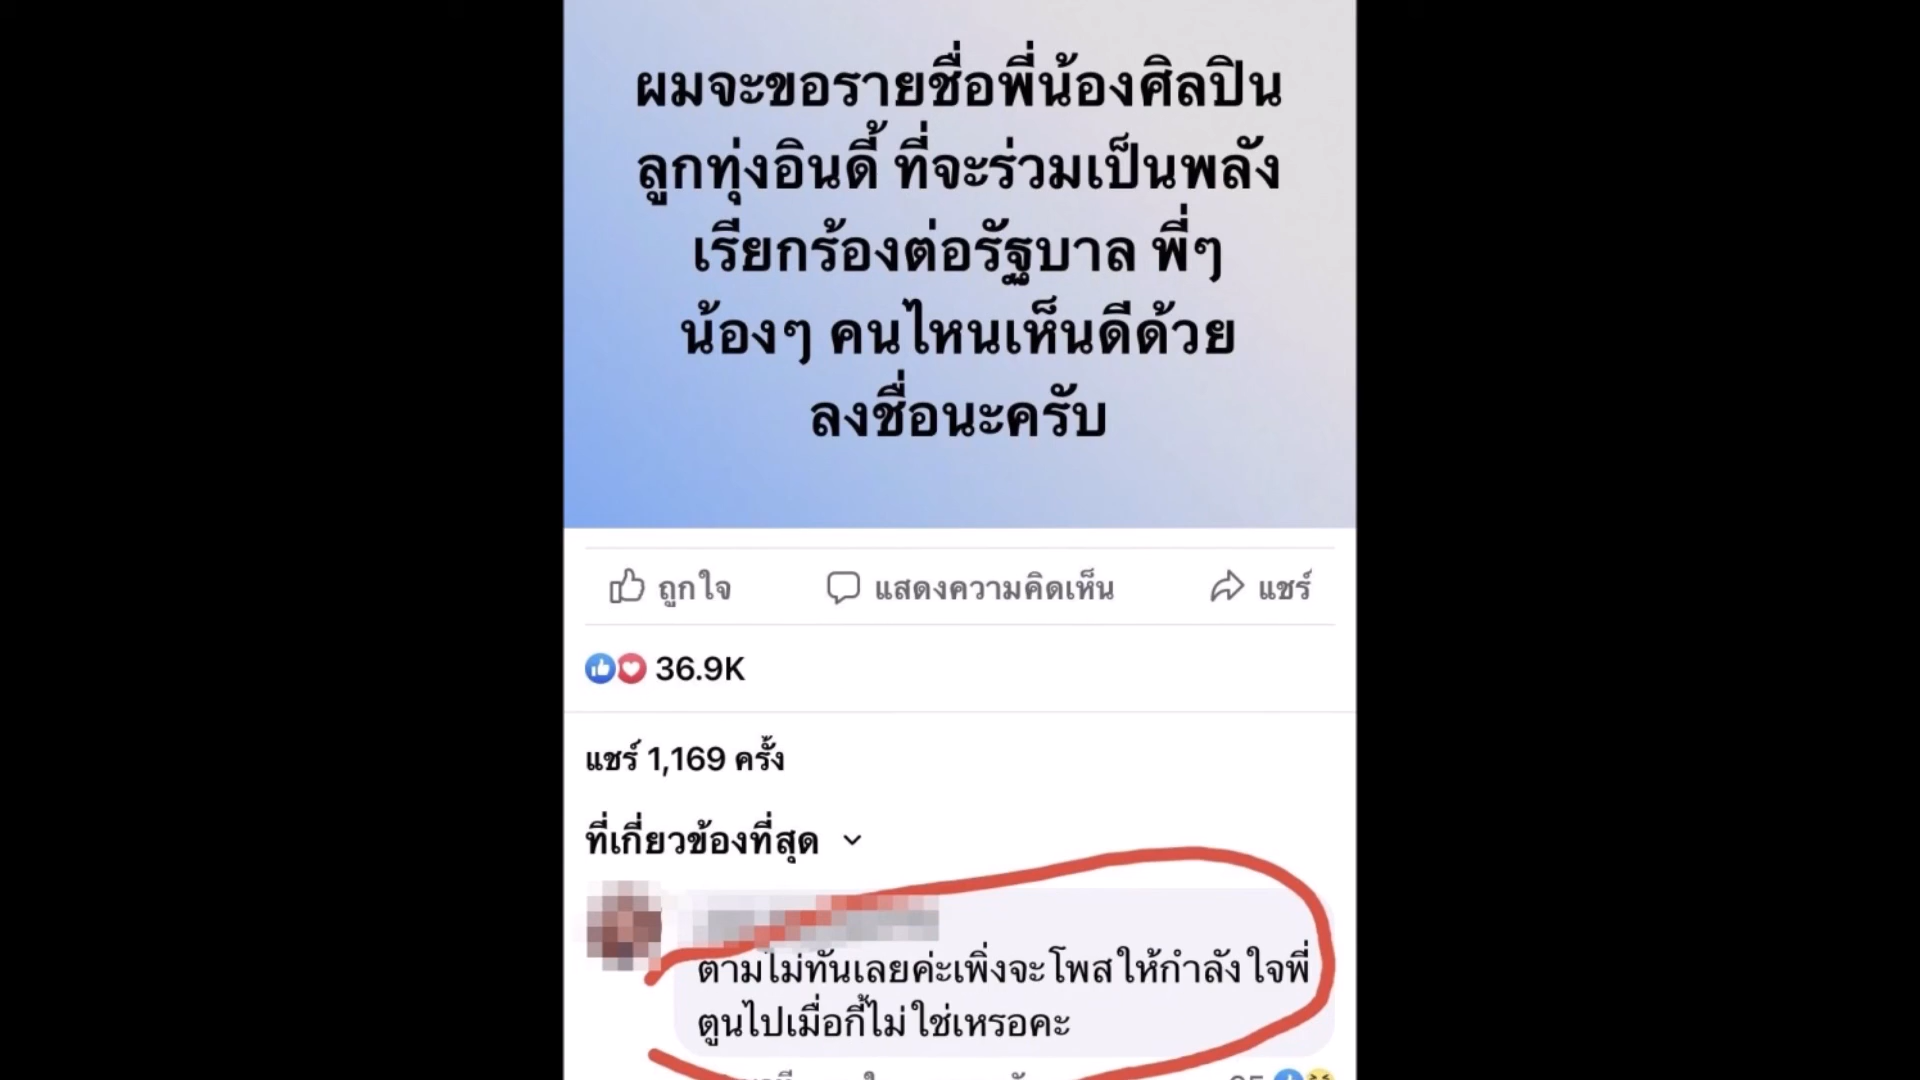 ผมจะขอรายชื่อพี่น้องศิลปิน
ลูกทุ่งอินดี้ ที่จะร่วมเป็นพลัง
เรียกร้องต่อรัฐบาล พี่ๆ
น้องๆ คนไหนเห็นดีด้วย
ลงชื่อนะครับ
ถูกใจ แสดงความคิดเห็น แชร์
36.9K
แชร์ 1,169 ครั้ง
ที่เกี่ยวข้องที่สุด
ตามไม่ทันเลยค่ะเพิ่งจะโพสให้กำลังใจพี่
ตูนไปเมื่อกี้ไม่ใช่เหรอคะ